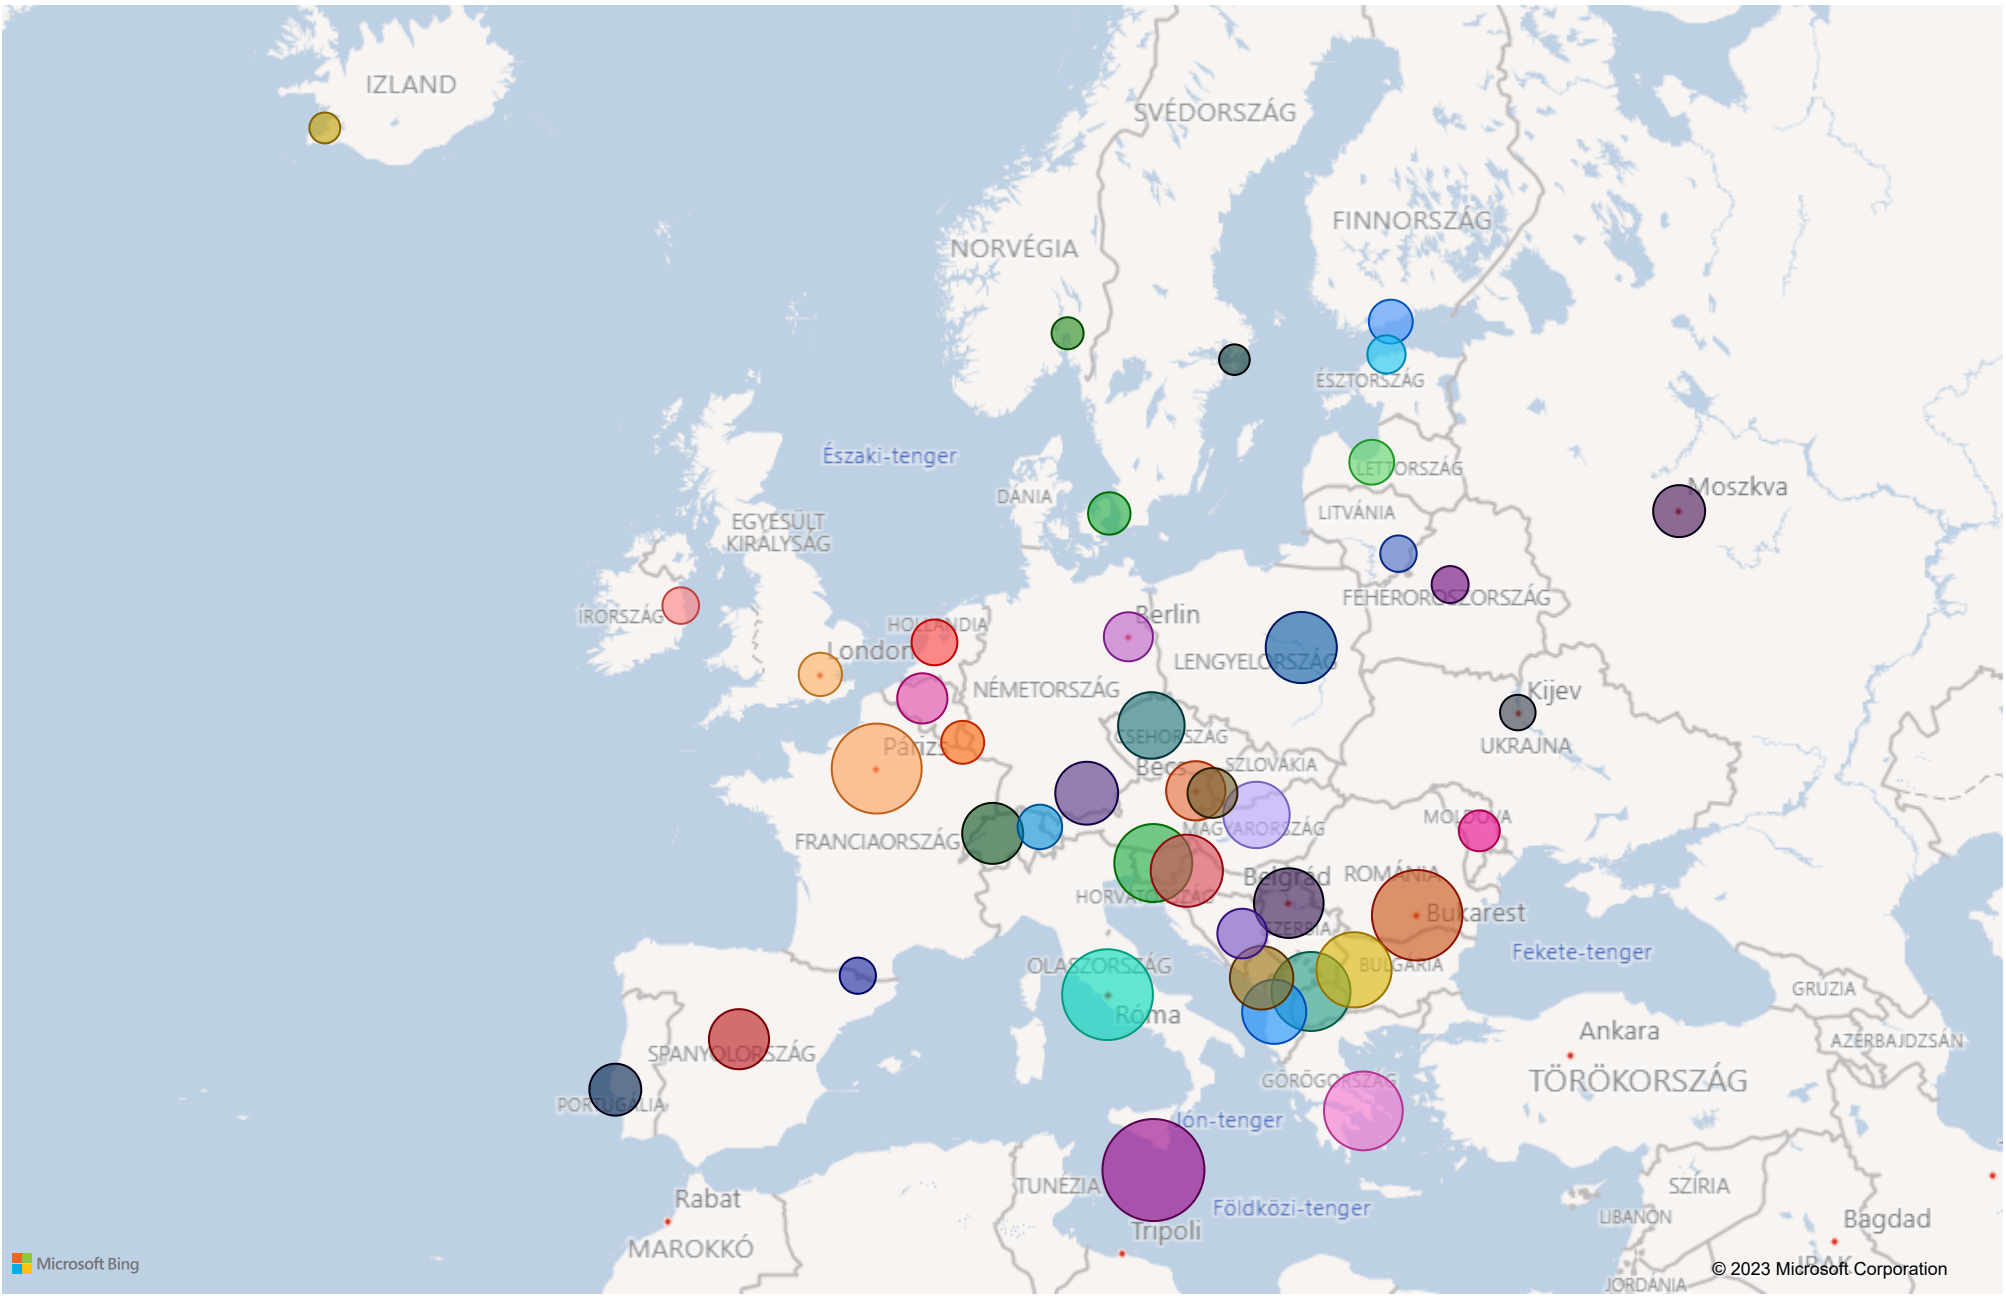 IZLAND
SVÉDORSZÁG
FINNORSZÁG
NORVÉGIA
ÉSZTORSZÁG
Északi-tenger
LETTORSZÁG
DÁNIA
Moszkva
LITVÁNIA
EGYESÜLT
KIRÁLYSÁG
FEHÉROROSZORSZÁG
ÍRORSZÁG
HOLLANDIA
Berlin
London
LENGYELORSZÁG
NÉMETORSZÁG
Kijev
CSEHORSZÁG
UKRAJNA
Párizs
Bécs
SZLOVÁKIA
MOLDOVA
MAGYARORSZÁG
FRANCIAORSZÁG
Belgrád
ROMÁNIA
HORVÁTORSZÁG
Bukarest
SZERBIA
Fekete-tenger
OLASZORSZÁG
BULGÁRIA
GRÚZIA
Róma
Ankara
AZERBAJDZSÁN
SPANYOLORSZÁG
GÖRÖGORSZÁG
TÖRÖKORSZÁG
PORTUGÁLIA
Jón-tenger
TUNÉZIA
SZÍRIA
Rabat
Földközi-tenger
LIBANON
Bagdad
Tripoli
MAROKKÓ
IRAK
Microsoft Bing
© 2023 Microsoft Corporation
JORDÁNIA